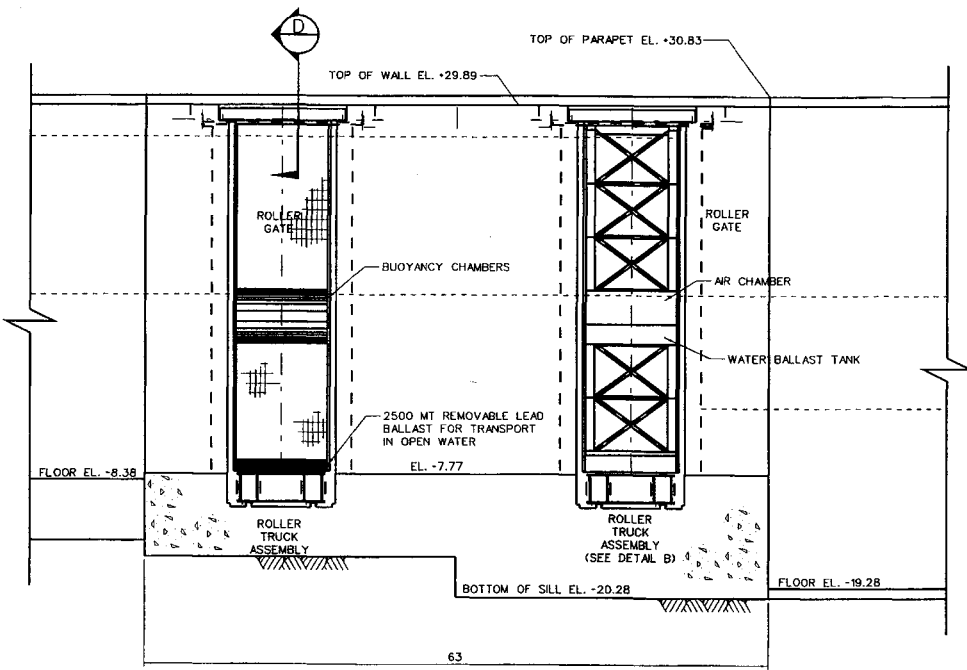 D
TOP OF PARAPET EL. +30.83
TOP OF WALL EL. +29.89
ROLLER
GATE
ROLLER
GATE
BUOYANCY CHAMBERS
AIR CHAMBER
WATER BALLAST TANK
2500 MT REMOVABLE LEAD
BALLAST FOR TRANSPORT
IN OPEN WATER
FLOOR EL. -8.38
EL. -7.77
ROLLER
TRUCK
ASSEMBLY
ROLLER
TRUCK
ASSEMBLY
(SEE DETAIL B)
BOTTOM OF SILL EL. -20.28
FLOOR EL. -19.28
63